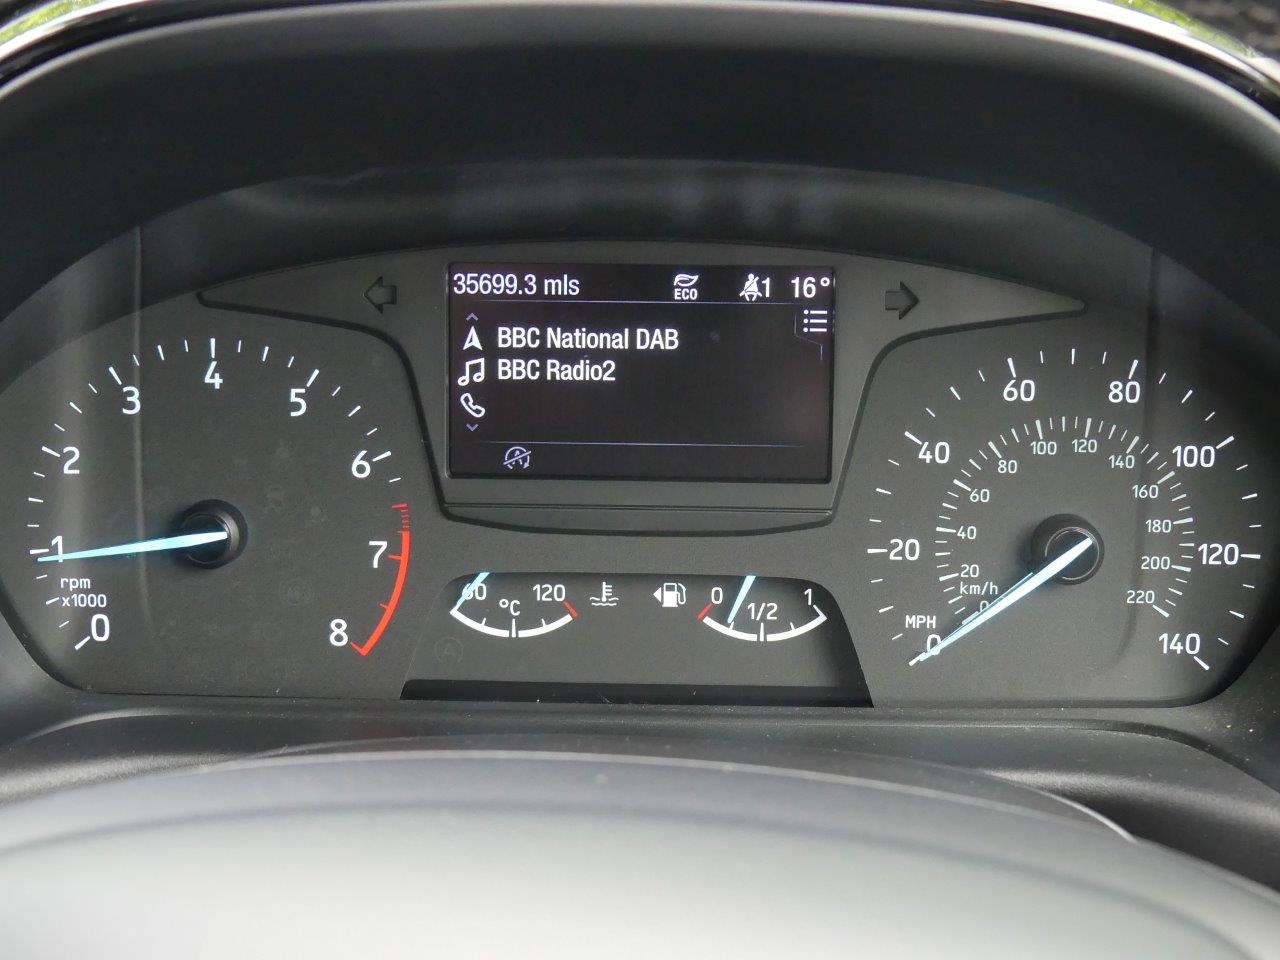 35699.3 mls ECO 1 16°
BBC National DAB
BBC Radio2
A
0 1 2 3 4 5 6 7 8
rpm
x1000
60 °C 120
0 1/2 1
A
0 20 40 60 80 100 120 140
MPH
0 20 40 60 80 100 120 140 160 180 200 220
km/h